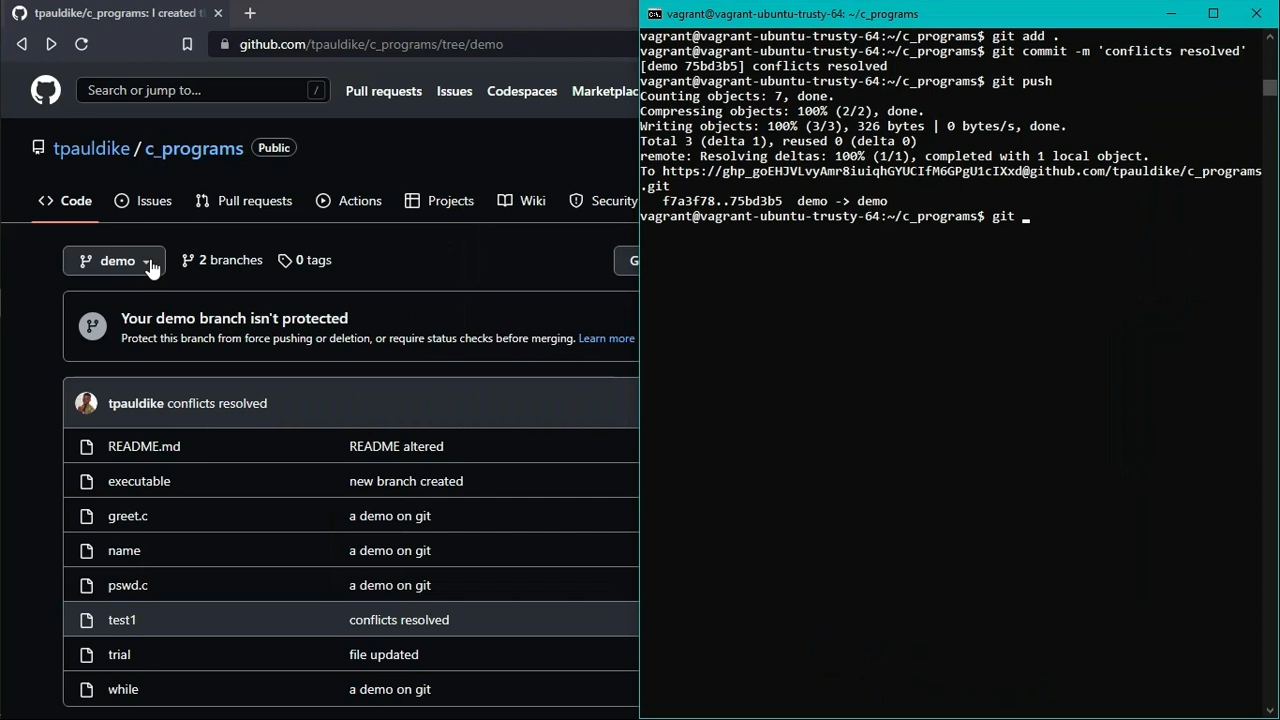 tpauldike/c_programs: I created t
github.com/tpauldike/c_programs/tree/demo
Search or jump to...
/
Pull requests
Issues
Codespaces
Marketplac
tpauldike / c_programs
Public
Code
Issues
Pull requests
Actions
Projects
Wiki
Security
demo
2 branches
0 tags
G
Your demo branch isn't protected
Protect this branch from force pushing or deletion, or require status checks before merging. Learn more
tpauldike conflicts resolved
README.md README altered
executable new branch created
greet.c a demo on git
name a demo on git
pswd.c a demo on git
test1 conflicts resolved
trial file updated
while a demo on git
vagrant@vagrant-ubuntu-trusty-64: ~/c_programs
vagrant@vagrant-ubuntu-trusty-64:~/c_programs$ git add .
vagrant@vagrant-ubuntu-trusty-64:~/c_programs$ git commit -m 'conflicts resolved'
[demo 75bd3b5] conflicts resolved
vagrant@vagrant-ubuntu-trusty-64:~/c_programs$ git push
Counting objects: 7, done.
Compressing objects: 100% (2/2), done.
Writing objects: 100% (3/3), 326 bytes | 0 bytes/s, done.
Total 3 (delta 1), reused 0 (delta 0)
remote: Resolving deltas: 100% (1/1), completed with 1 local object.
To https://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@github.com/tpauldike/c_programs
.git
f7a3f78..75bd3b5 demo -> demo
vagrant@vagrant-ubuntu-trusty-64:~/c_programs$ git _